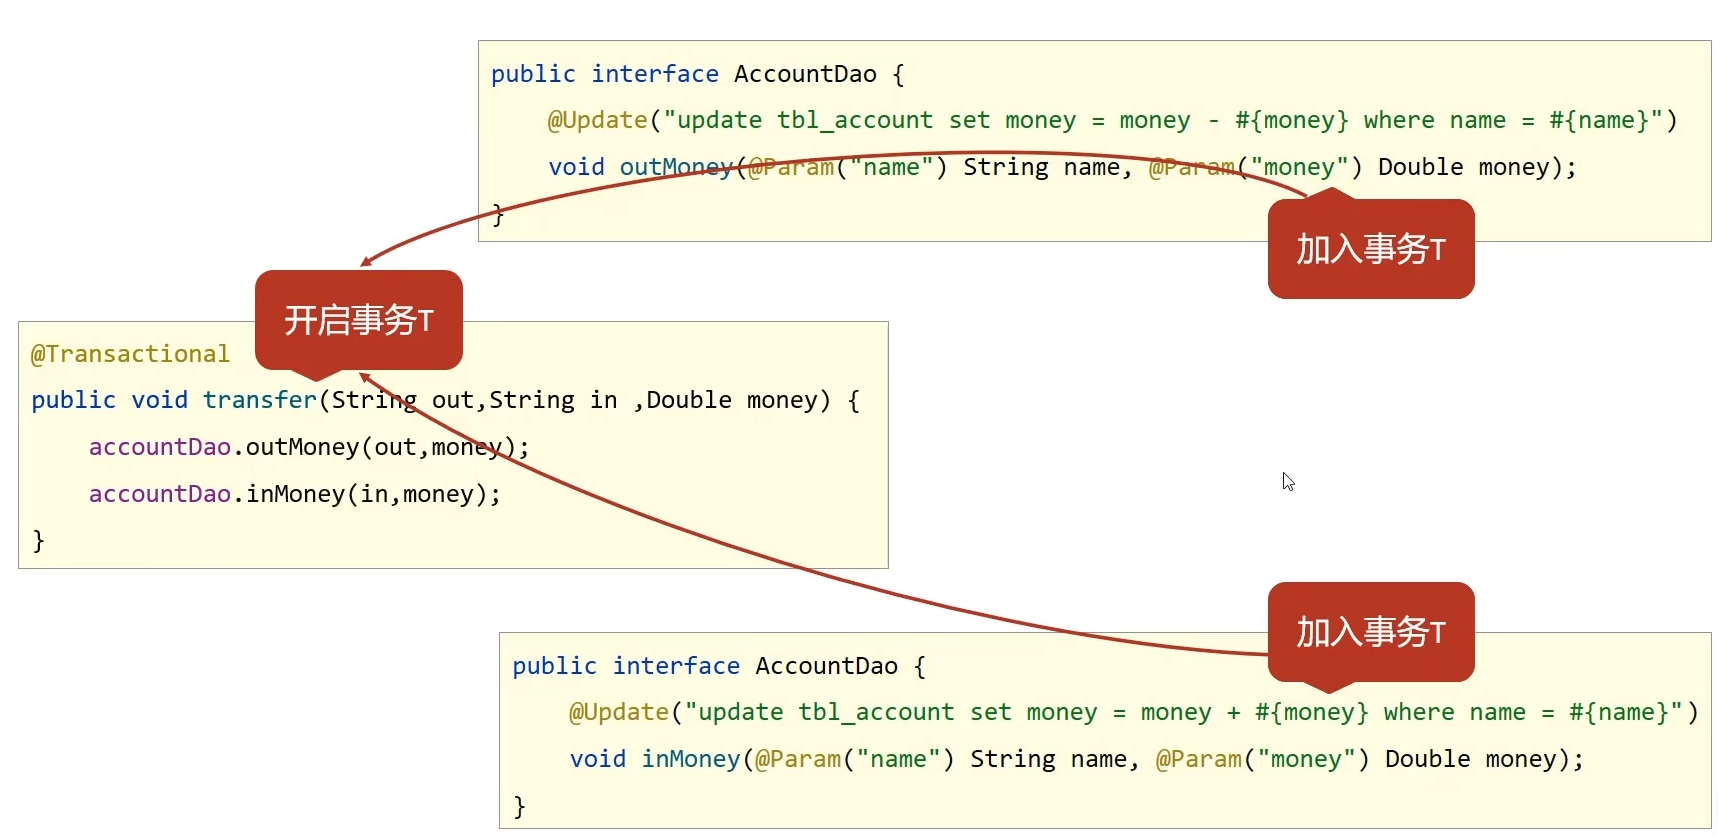 public interface AccountDao {
@Update("update tbl_account set money = money - #{money} where name = #{name}")
void outMoney(@Param("name") String name, @Param("money") Double money);
}
加入事务T
开启事务T
@Transactional
public void transfer(String out,String in ,Double money) {
accountDao.outMoney(out,money);
accountDao.inMoney(in,money);
}
加入事务T
public interface AccountDao {
@Update("update tbl_account set money = money + #{money} where name = #{name}")
void inMoney(@Param("name") String name, @Param("money") Double money);
}